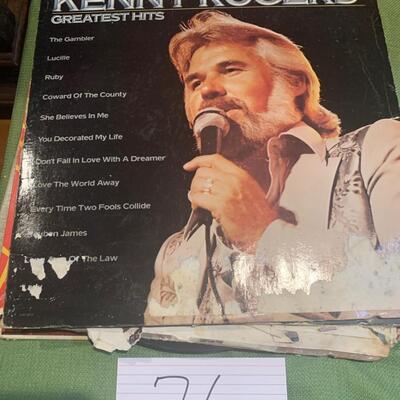 KENNY ROGERS
GREATEST HITS
The Gambler
Lucille
Ruby
Coward Of The County
She Believes In Me
You Decorated My Life
Don't Fall In Love With A Dreamer
Love The World Away
Every Time Two Fools Collide
Reuben James
Of The Law